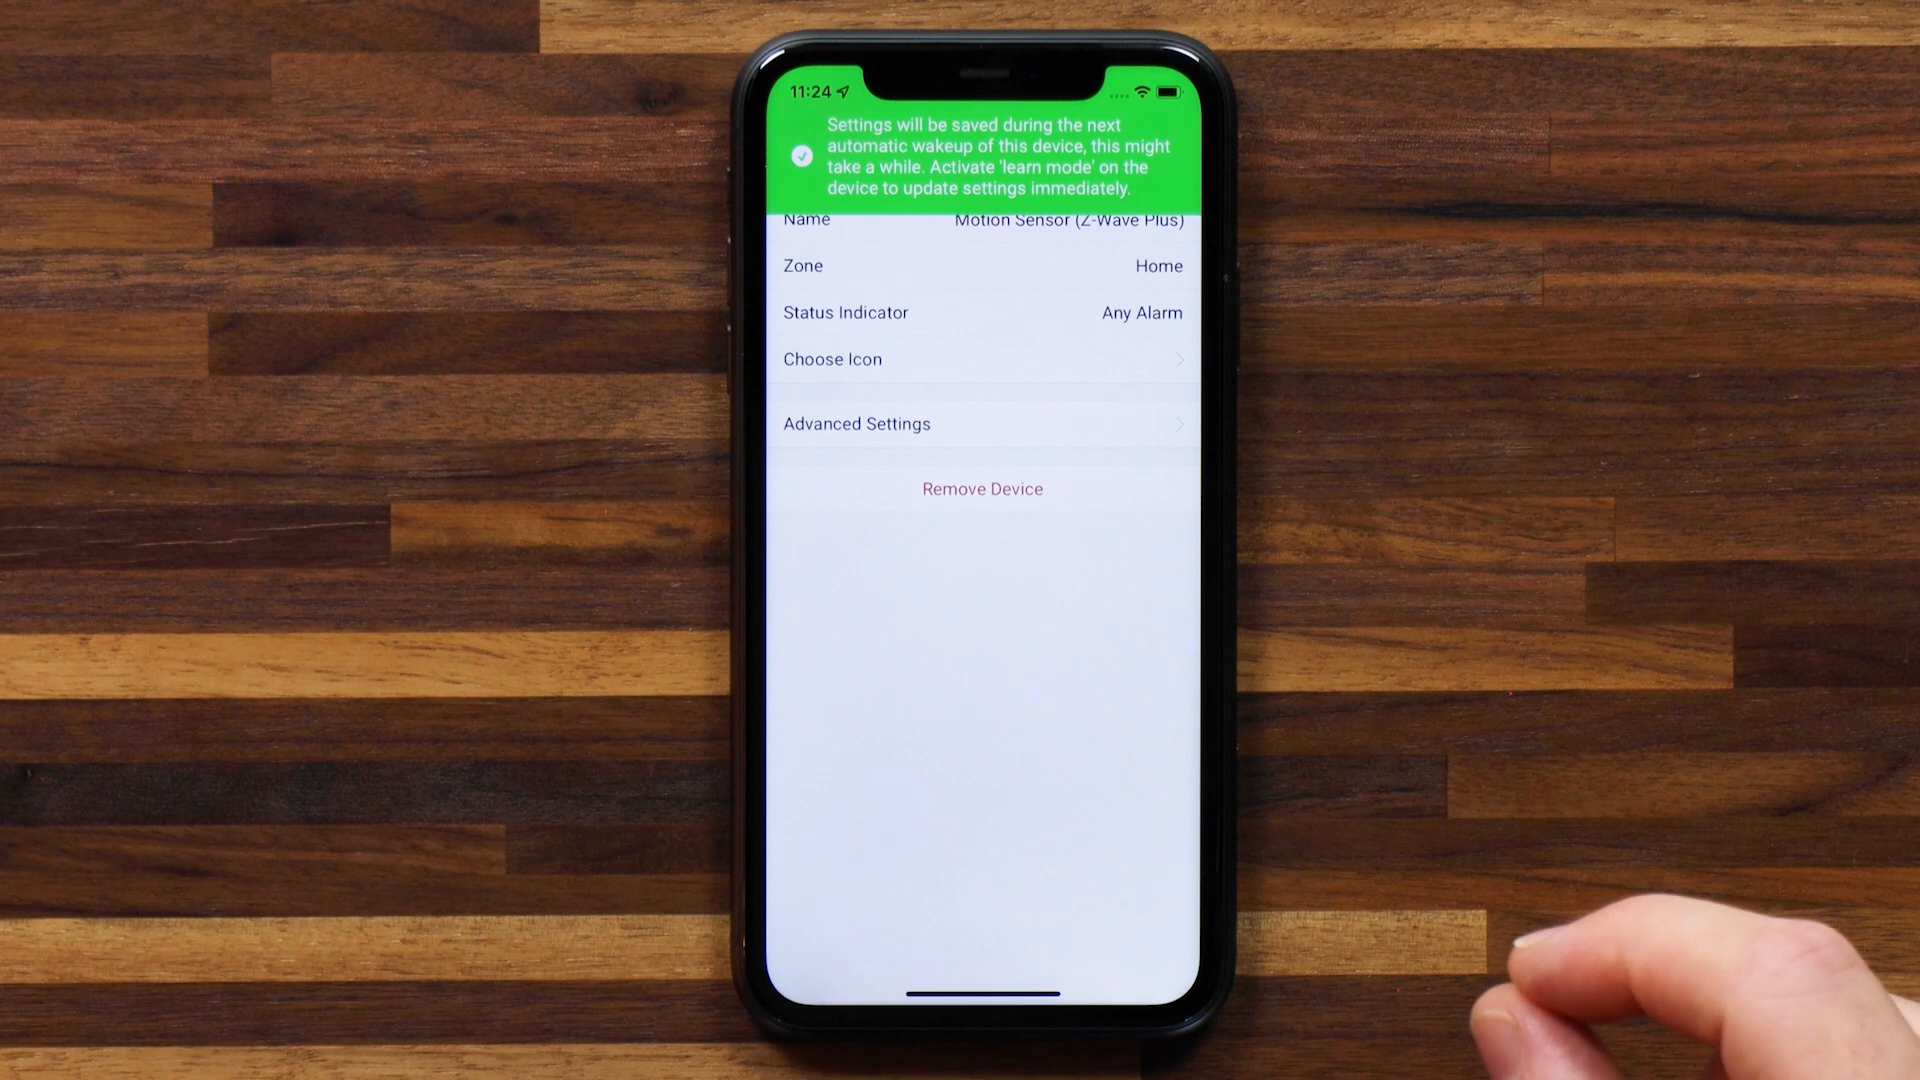 11:24
Settings will be saved during the next
automatic wakeup of this device, this might
take a while. Activate 'learn mode' on the
device to update settings immediately.
Name Motion Sensor (Z-Wave Plus)
Zone Home
Status Indicator Any Alarm
Choose Icon
Advanced Settings
Remove Device